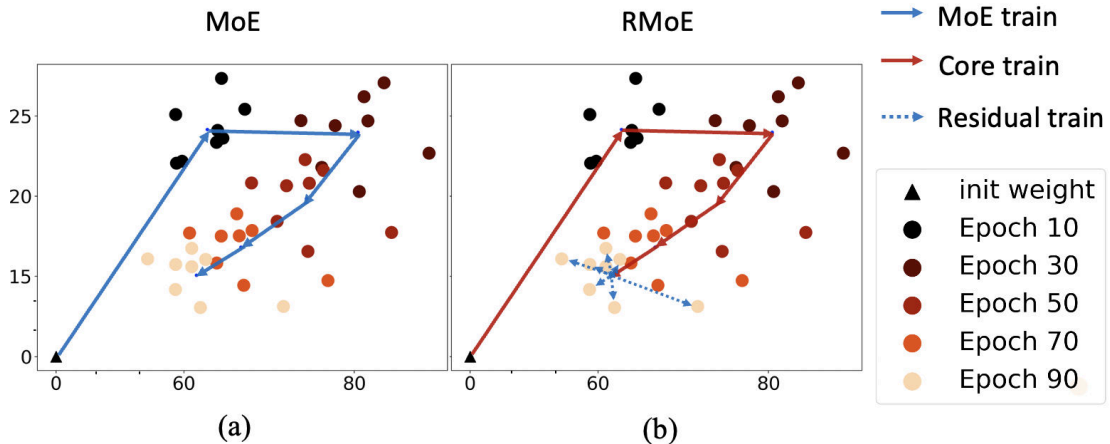 MoE
RMoE
MoE train
Core train
Residual train
25
20
15
0
0
60
80
0
60
80
init weight
Epoch 10
Epoch 30
Epoch 50
Epoch 70
Epoch 90
(a)
(b)